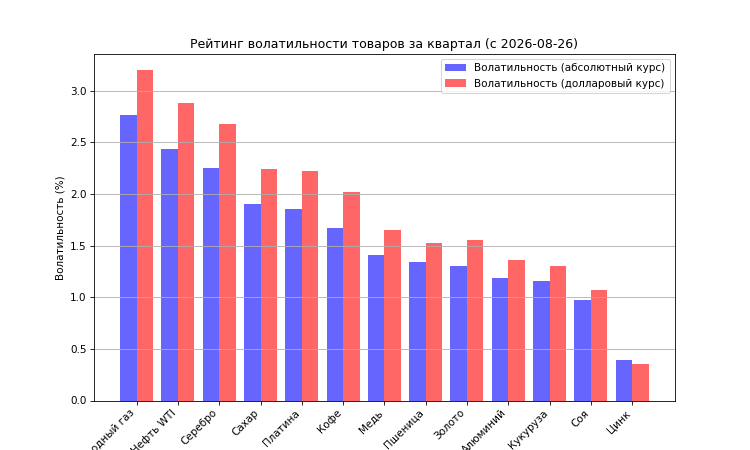 Рейтинг волатильности товаров за квартал (с 2026-08-26)
Волатильность (абсолютный курс)
Волатильность (долларовый курс)
Волатильность (%)
3.0
2.5
2.0
1.5
1.0
0.5
0.0
газ
Нефть WTI
Серебро
Сахар
Платина
Кофе
Медь
Пшеница
Золото
Алюминий
Кукуруза
Соя
Цинк